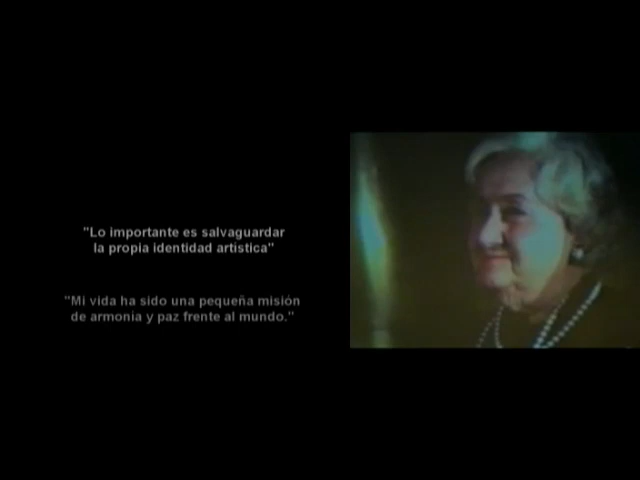 "Lo importante es salvaguardar
la propia identidad artistica"
"Mi vida ha sido una pequeña misión
de armonia y paz frente al mundo."